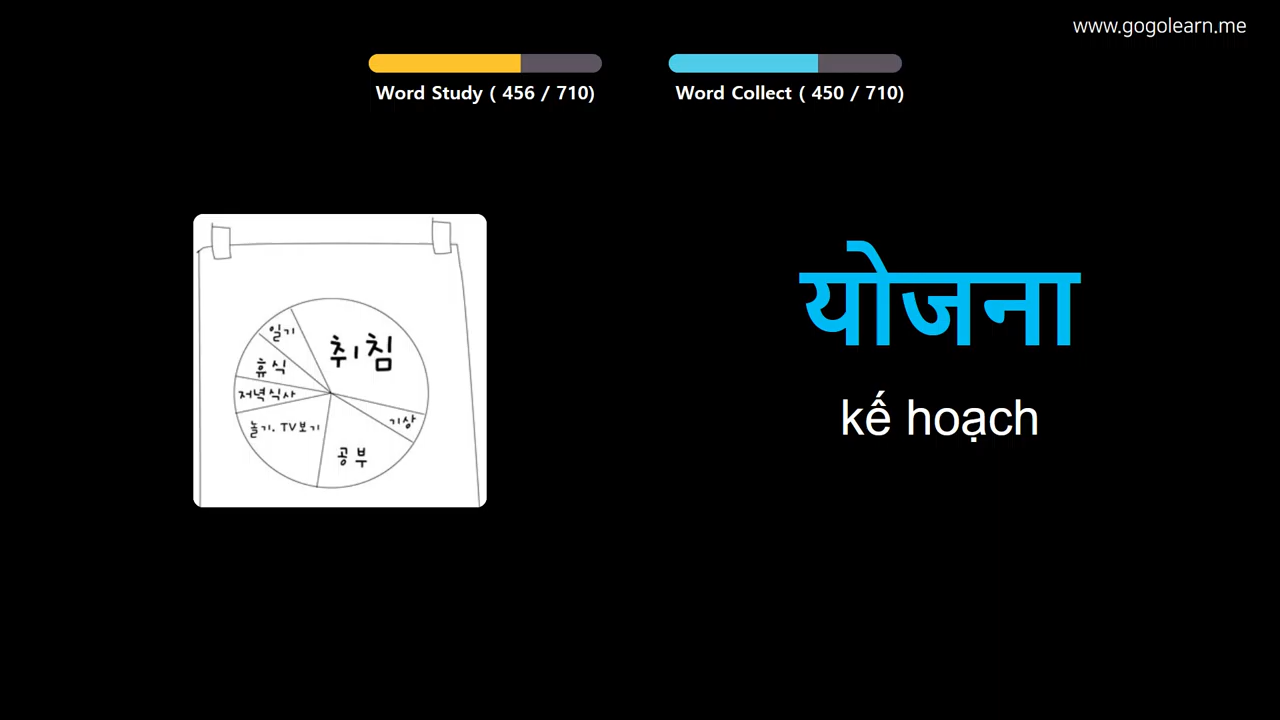 www.gogolearn.me
Word Study ( 456 / 710)
Word Collect ( 450 / 710)
일기
취침
휴식
저녁식사
기상
놀기. TV보기
공부
योजना
kế hoạch